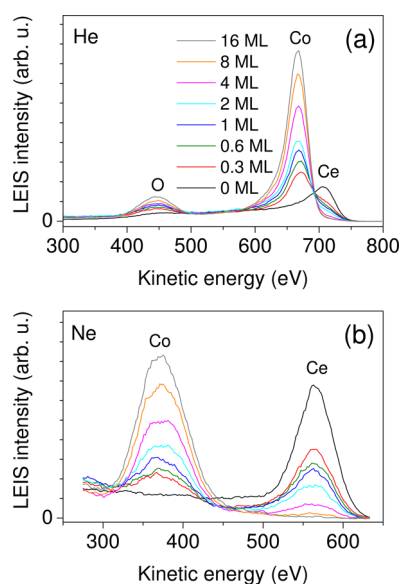 He
(a)
16 ML
8 ML
4 ML
2 ML
1 ML
0.6 ML
0.3 ML
0 ML
Co
O
Ce
LEIS intensity (arb. u.)
0
300 400 500 600 700 800
Kinetic energy (eV)
Ne
(b)
Co
Ce
LEIS intensity (arb. u.)
0
300 400 500 600
Kinetic energy (eV)